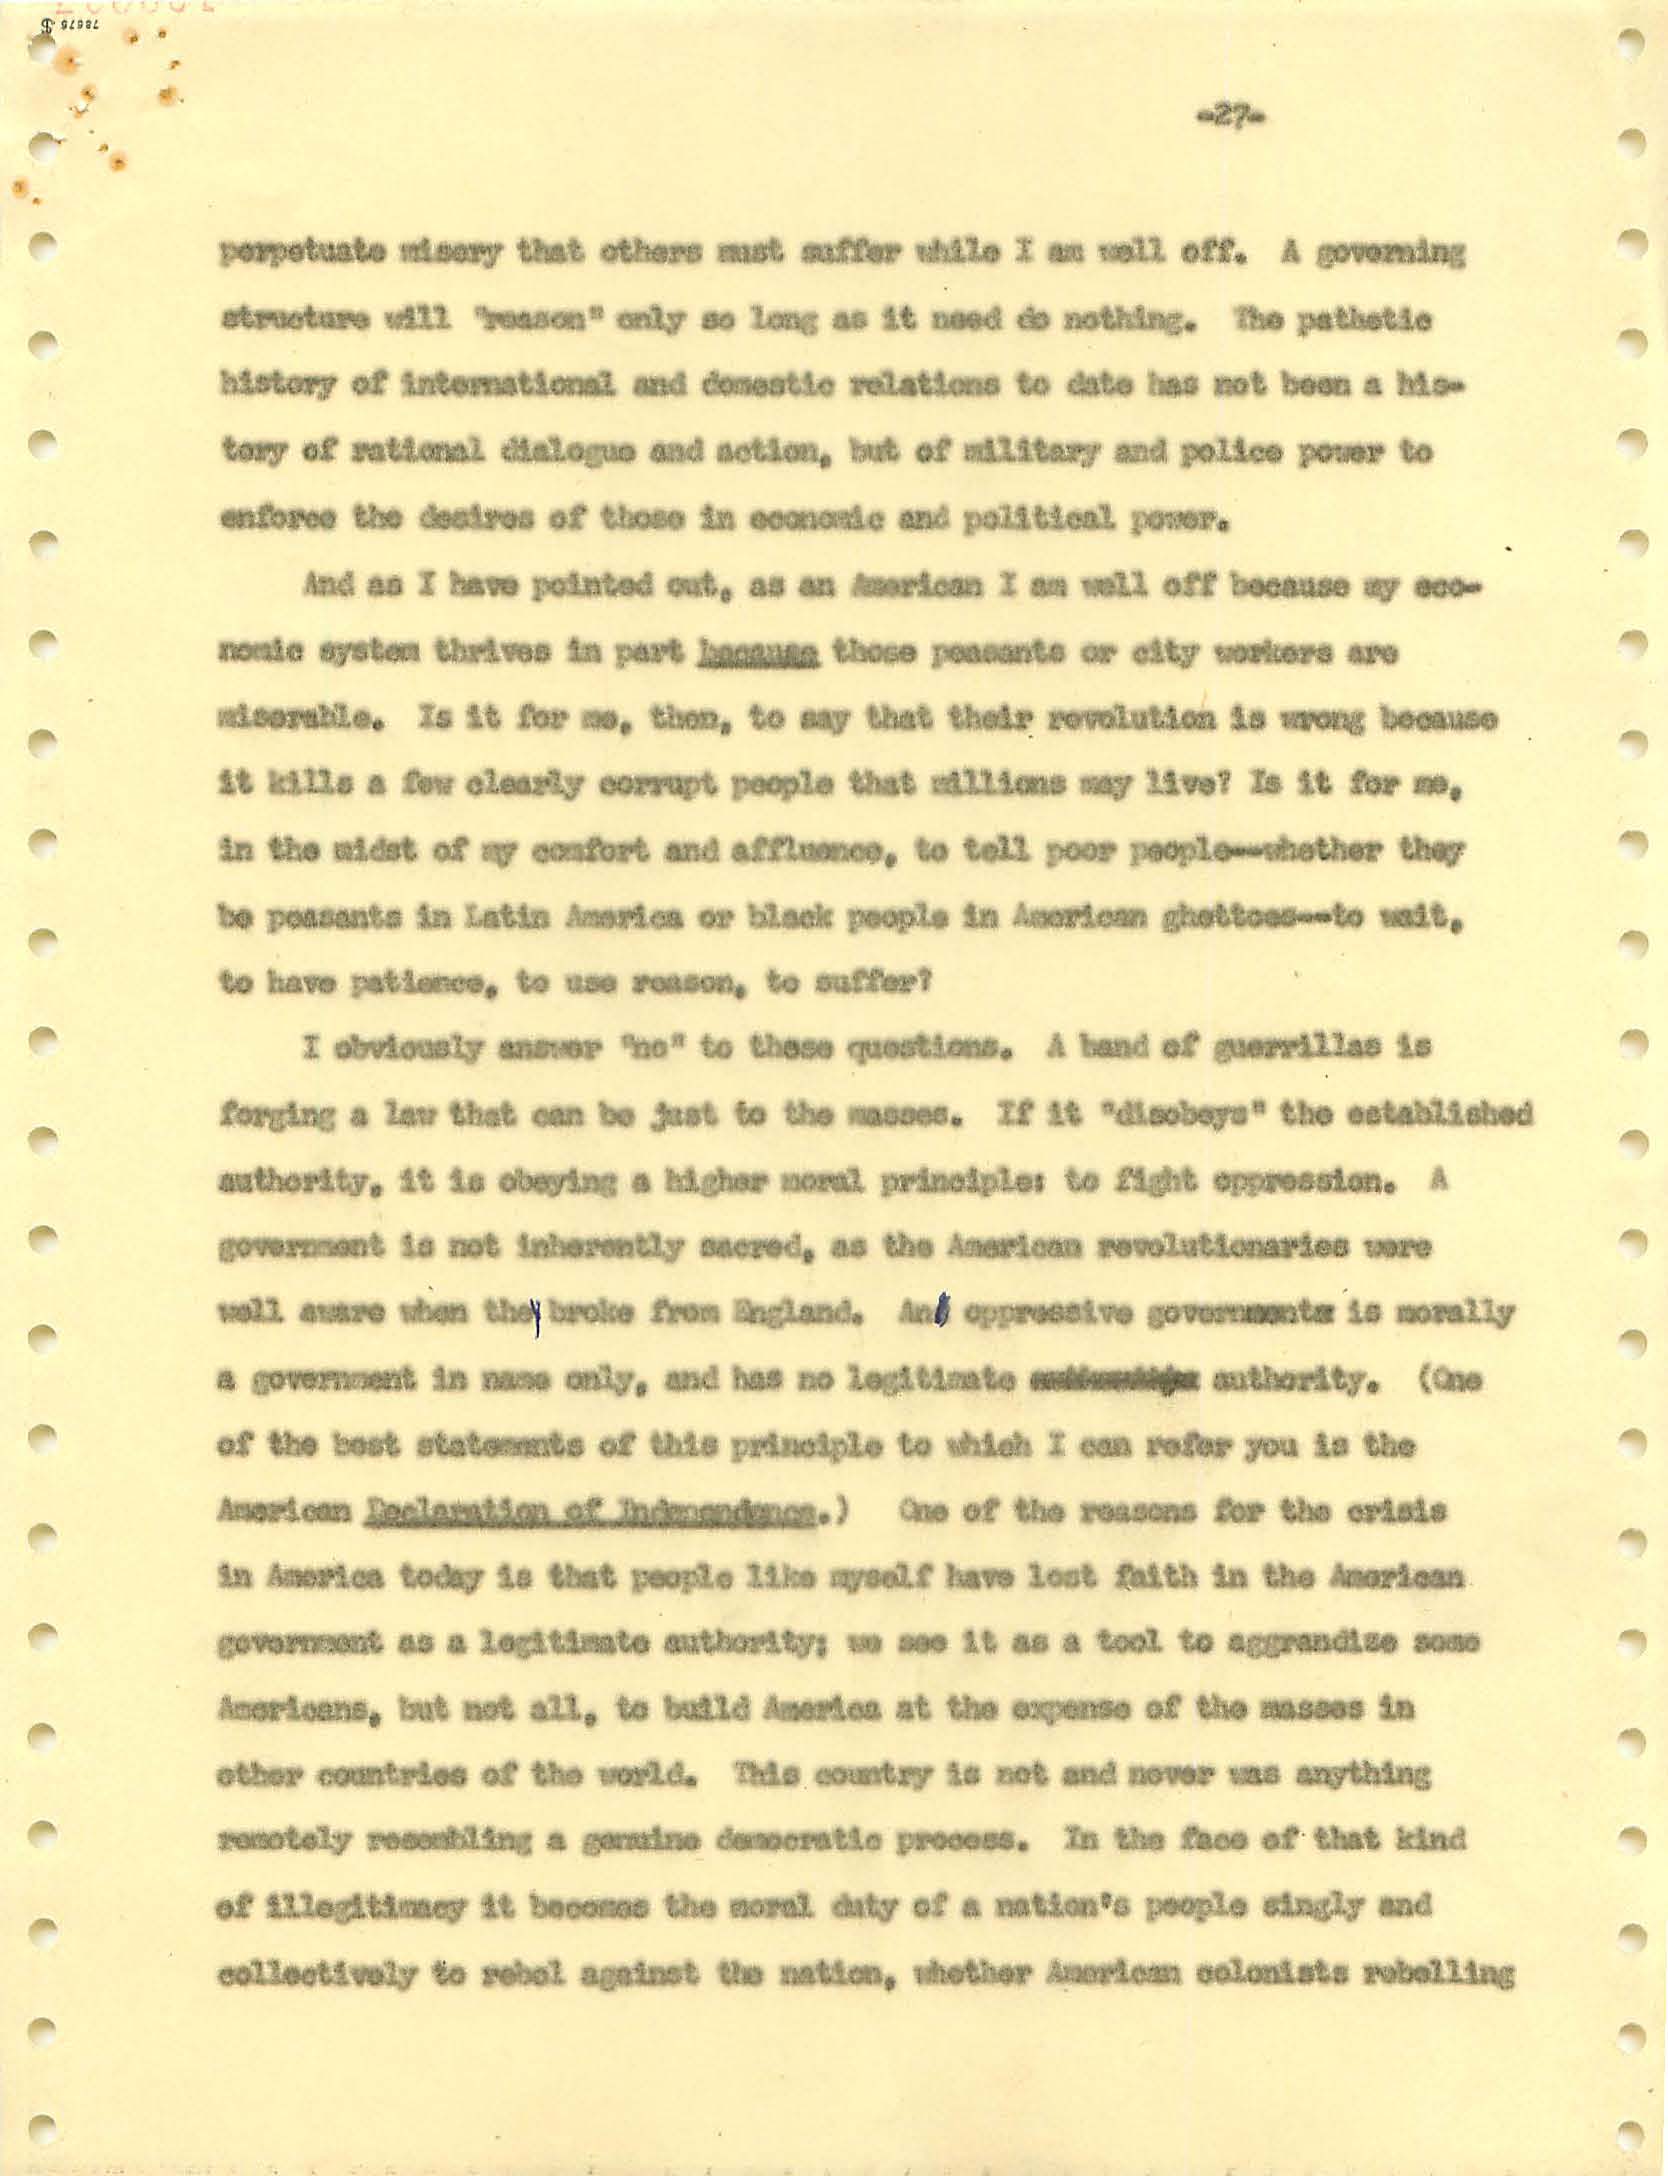 78676 $
-27-
perpetuate misery that others must suffer while I am well off. A governing
structure will "reason" only so long as it need do nothing. The pathetic
history of international and domestic relations to date has not been a his-
tory of rational dialogue and action, but of military and police power to
enforce the desires of those in economic and political power.
And as I have pointed out, as an American I am well off because my eco-
nomic system thrives in part because those peasants or city workers are
miserable. Is it for me, then, to say that their revolution is wrong because
it kills a few clearly corrupt people that millions may live? Is it for me,
in the midst of my comfort and affluence, to tell poor people--whether they
be peasants in Latin America or black people in American ghettoes--to wait,
to have patience, to use reason, to suffer?
I obviously answer "no" to these questions. A band of guerrillas is
forging a law that can be just to the masses. If it "disobeys" the established
authority, it is obeying a higher moral principle: to fight oppression. A
government is not inherently sacred, as the American revolutionaries were
well aware when they broke from England. An oppressive government is morally
a government in name only, and has no legitimate authority. (One
of the best statements of this principle to which I can refer you is the
American Declaration of Independence.) One of the reasons for the crisis
in America today is that people like myself have lost faith in the American
government as a legitimate authority; we see it as a tool to aggrandize some
Americans, but not all, to build America at the expense of the masses in
other countries of the world. This country is not and never was anything
remotely resembling a genuine democratic process. In the face of that kind
of illegitimacy it becomes the moral duty of a nation's people singly and
collectively to rebel against the nation, whether American colonists rebelling